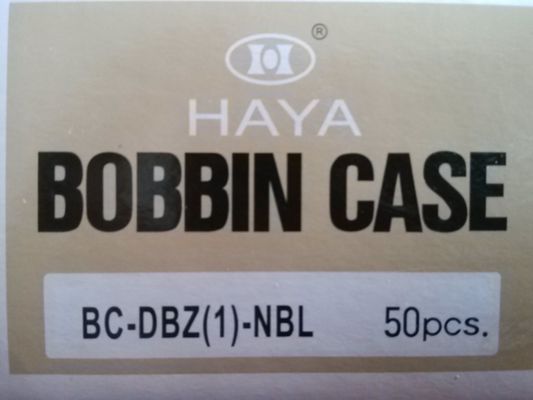 ®
HAYA
BOBBIN CASE
BC-DBZ(1)-NBL 50pcs.